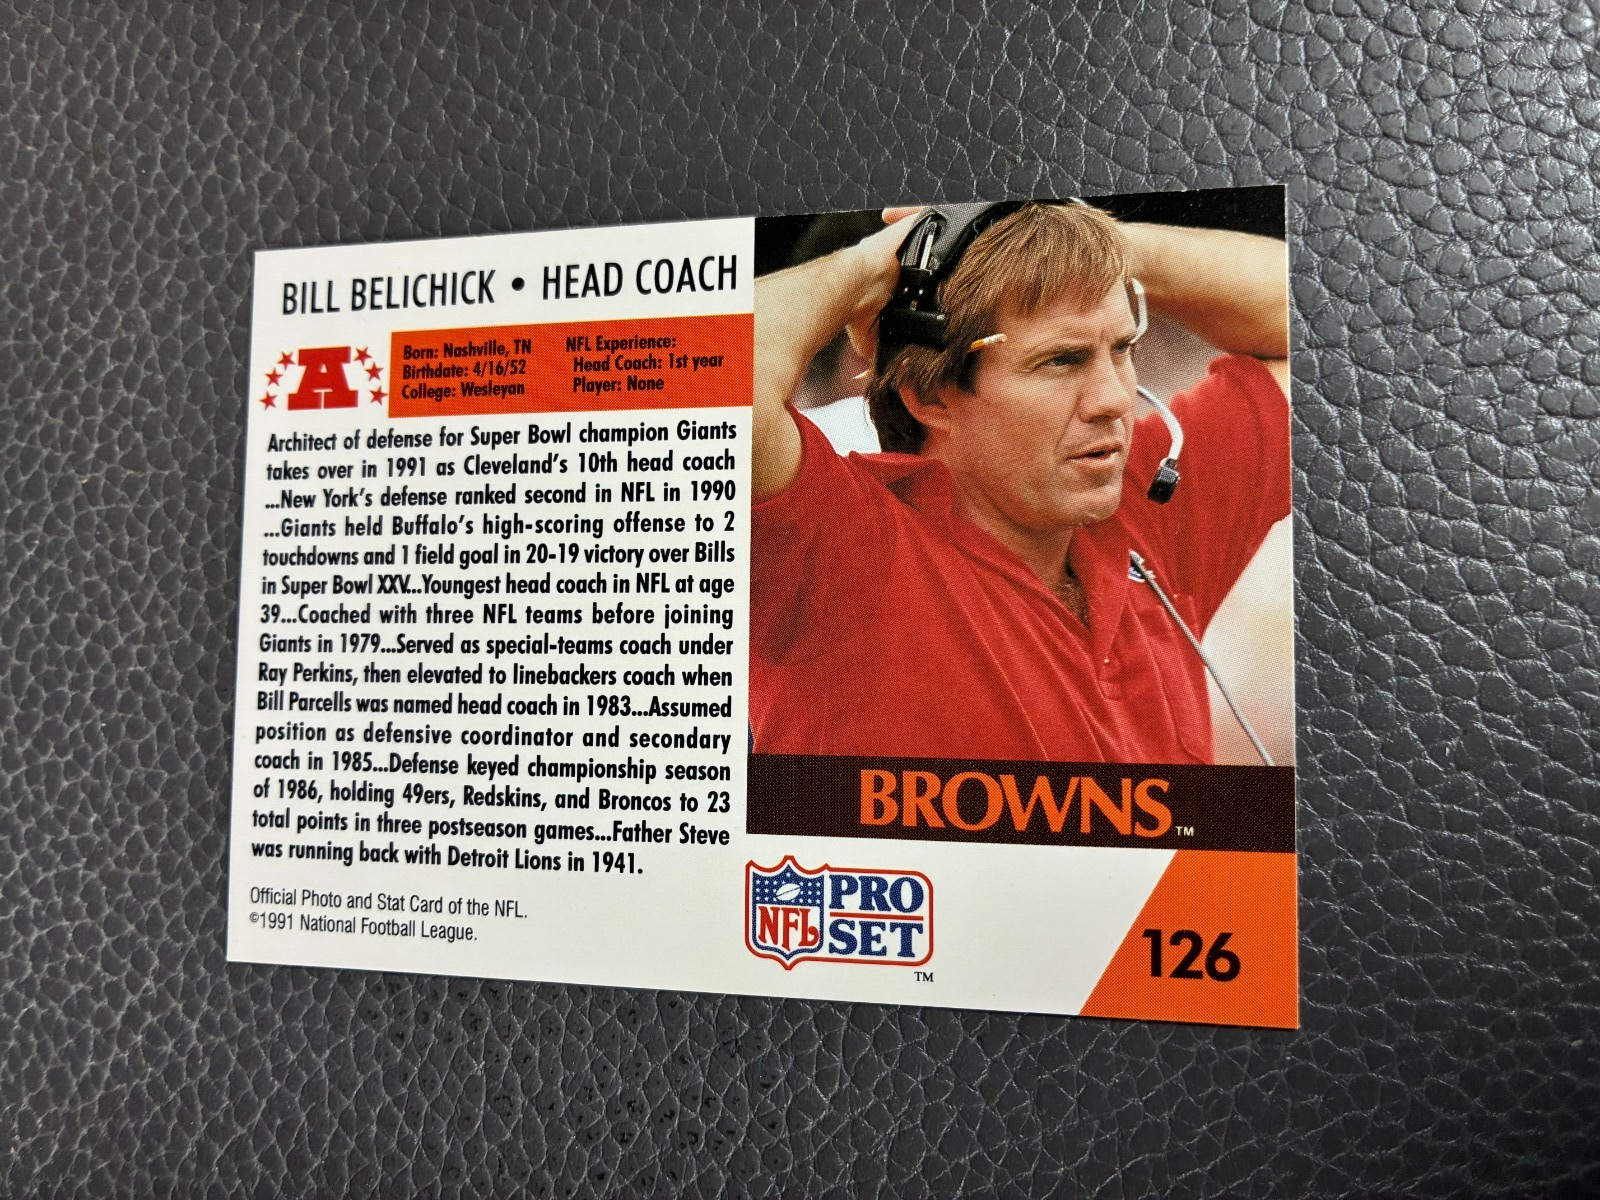 BILL BELICHICK • HEAD COACH
A
Born: Nashville, TN
Birthdate: 4/16/52
College: Wesleyan
NFL Experience:
Head Coach: 1st year
Player: None
Architect of defense for Super Bowl champion Giants
takes over in 1991 as Cleveland's 10th head coach
...New York's defense ranked second in NFL in 1990
...Giants held Buffalo's high-scoring offense to 2
touchdowns and 1 field goal in 20-19 victory over Bills
in Super Bowl XXV...Youngest head coach in NFL at age
39...Coached with three NFL teams before joining
Giants in 1979...Served as special-teams coach under
Ray Perkins, then elevated to linebackers coach when
Bill Parcells was named head coach in 1983...Assumed
position as defensive coordinator and secondary
coach in 1985...Defense keyed championship season
of 1986, holding 49ers, Redskins, and Broncos to 23
total points in three postseason games...Father Steve
was running back with Detroit Lions in 1941.
Official Photo and Stat Card of the NFL.
©1991 National Football League.
BROWNS™
NFL
PRO
SET
™
126